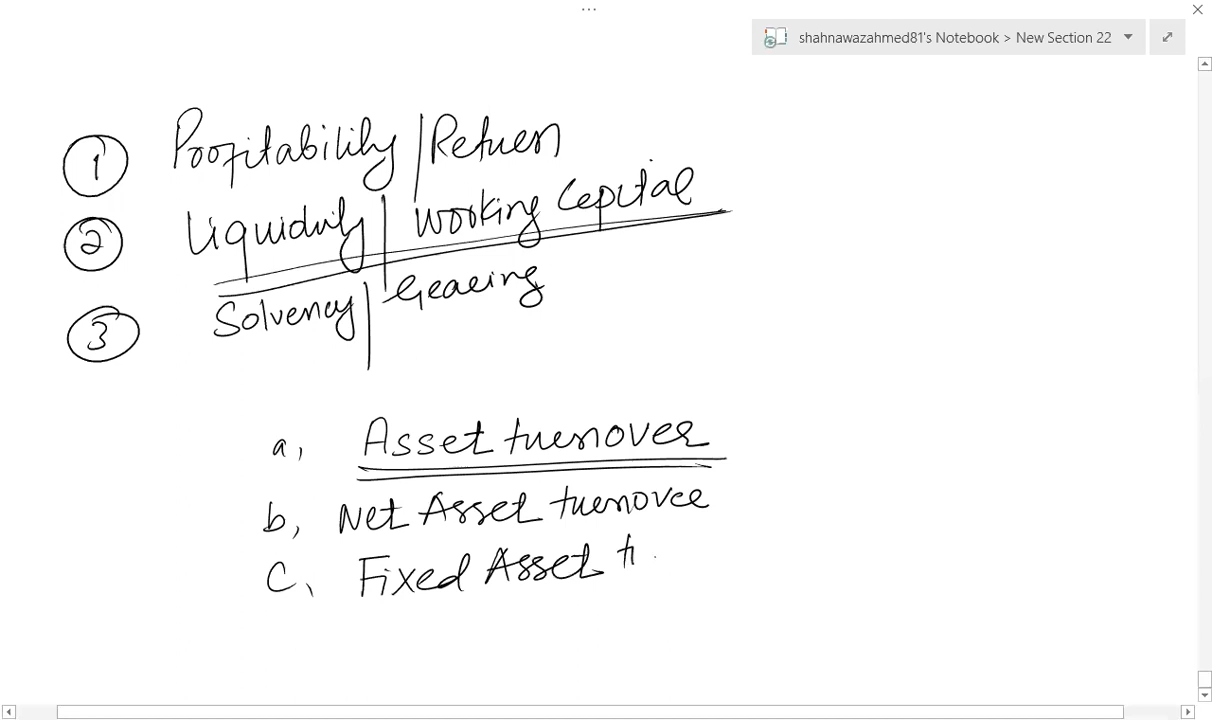 ...
shahnawazahmed81's Notebook > New Section 22
① Profitability / Return
② Liquidity / Working Capital
③ Solvency / Gearing
a, Asset turnover
b, Net Asset turnover
c, Fixed Asset t